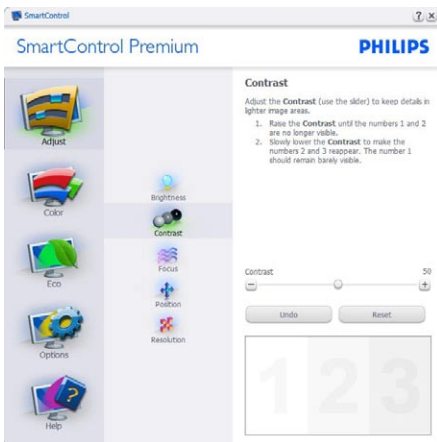 SmartControl
? x
SmartControl Premium
PHILIPS
Adjust
Color
Eco
Options
Help
Brightness
Contrast
Focus
Position
Resolution
Contrast
Adjust the Contrast (use the slider) to keep details in
lighter image areas.
1. Raise the Contrast until the numbers 1 and 2
are no longer visible.
2. Slowly lower the Contrast to make the
numbers 2 and 3 reappear. The number 1
should remain barely visible.
Contrast 50
Undo Reset
1 2 3